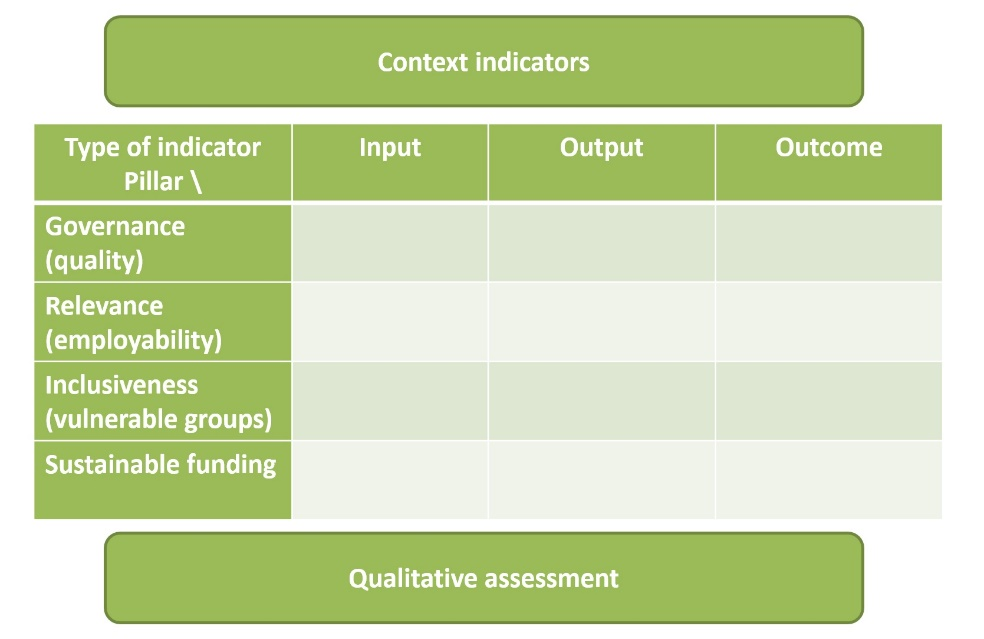 Context indicators
Type of indicator
Pillar \
Input
Output
Outcome
Governance
(quality)
Relevance
(employability)
Inclusiveness
(vulnerable groups)
Sustainable funding
Qualitative assessment